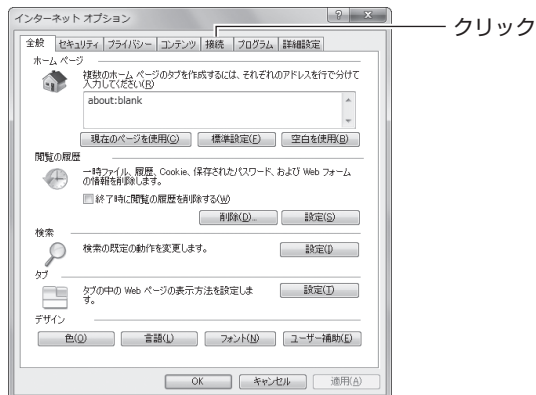 インターネット オプション
クリック
全般 セキュリティ プライバシー コンテンツ 接続 プログラム 詳細設定
ホーム ページ
複数のホーム ページのタブを作成するには、それぞれのアドレスを行で分けて
入力してください(R)
about:blank
現在のページを使用(C) 標準設定(F) 空白を使用(B)
閲覧の履歴
一時ファイル、履歴、Cookie、保存されたパスワード、および Web フォーム
の情報を削除します。
終了時に閲覧の履歴を削除する(W)
削除(D)... 設定(S)
検索
検索の既定の動作を変更します。 設定(I)
タブ
タブの中の Web ページの表示方法を設定しま
す。
設定(T)
デザイン
色(O) 言語(L) フォント(N) ユーザー補助(E)
OK キャンセル 適用(A)